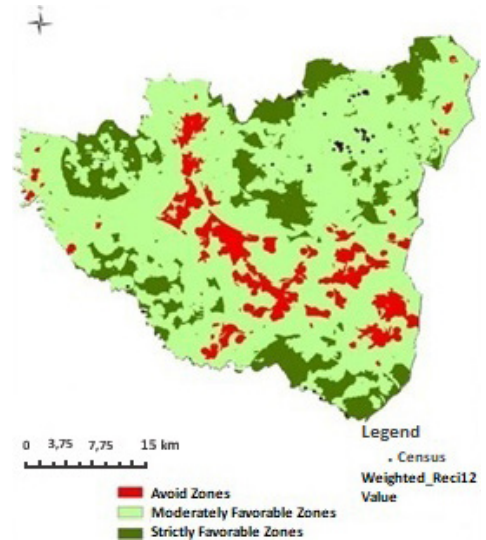 Legend
. Census
Weighted_Reci12
Value
0 3,75 7,75 15 km
Avoid Zones
Moderately Favorable Zones
Strictly Favorable Zones